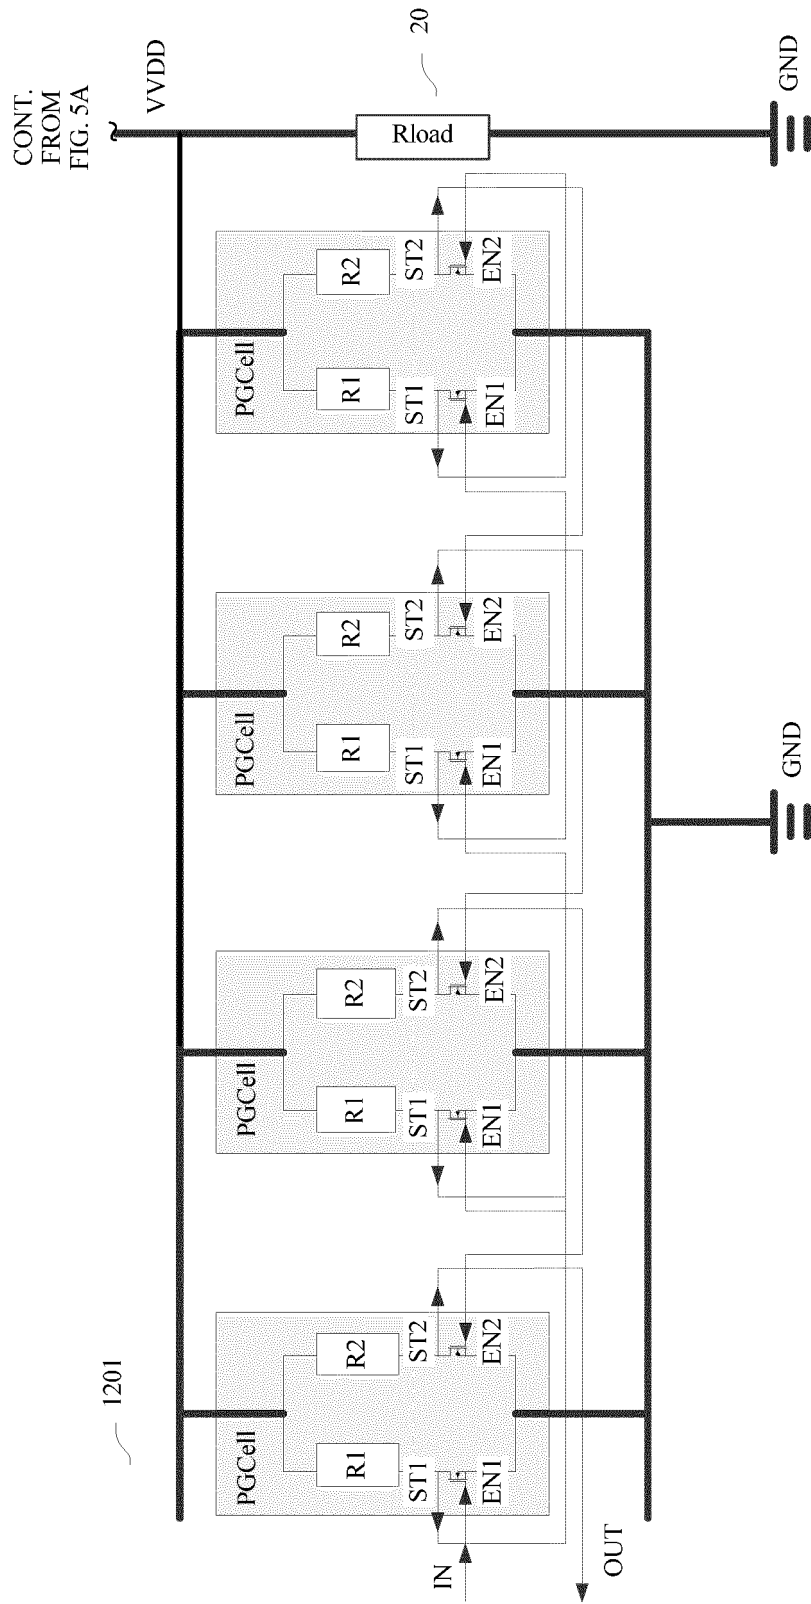 CONT.
FROM
FIG. 5A
VVDD
20
Rload
GND
1201
PGCell
R1
R2
ST1
ST2
EN1
EN2
PGCell
R1
R2
ST1
ST2
EN1
EN2
PGCell
R1
R2
ST1
ST2
EN1
EN2
PGCell
R1
R2
ST1
ST2
EN1
EN2
IN
OUT
GND